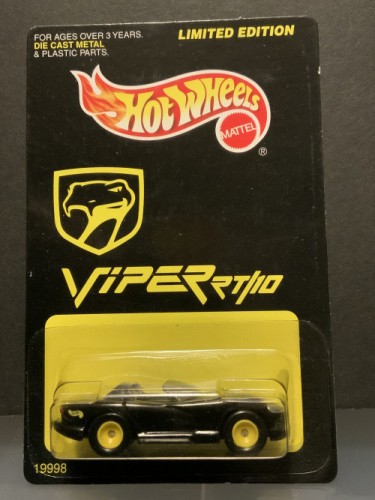 FOR AGES OVER 3 YEARS.
DIE CAST METAL
& PLASTIC PARTS.
LIMITED EDITION
Hot Wheels
MATTEL
®
VIPER RT/10
19998